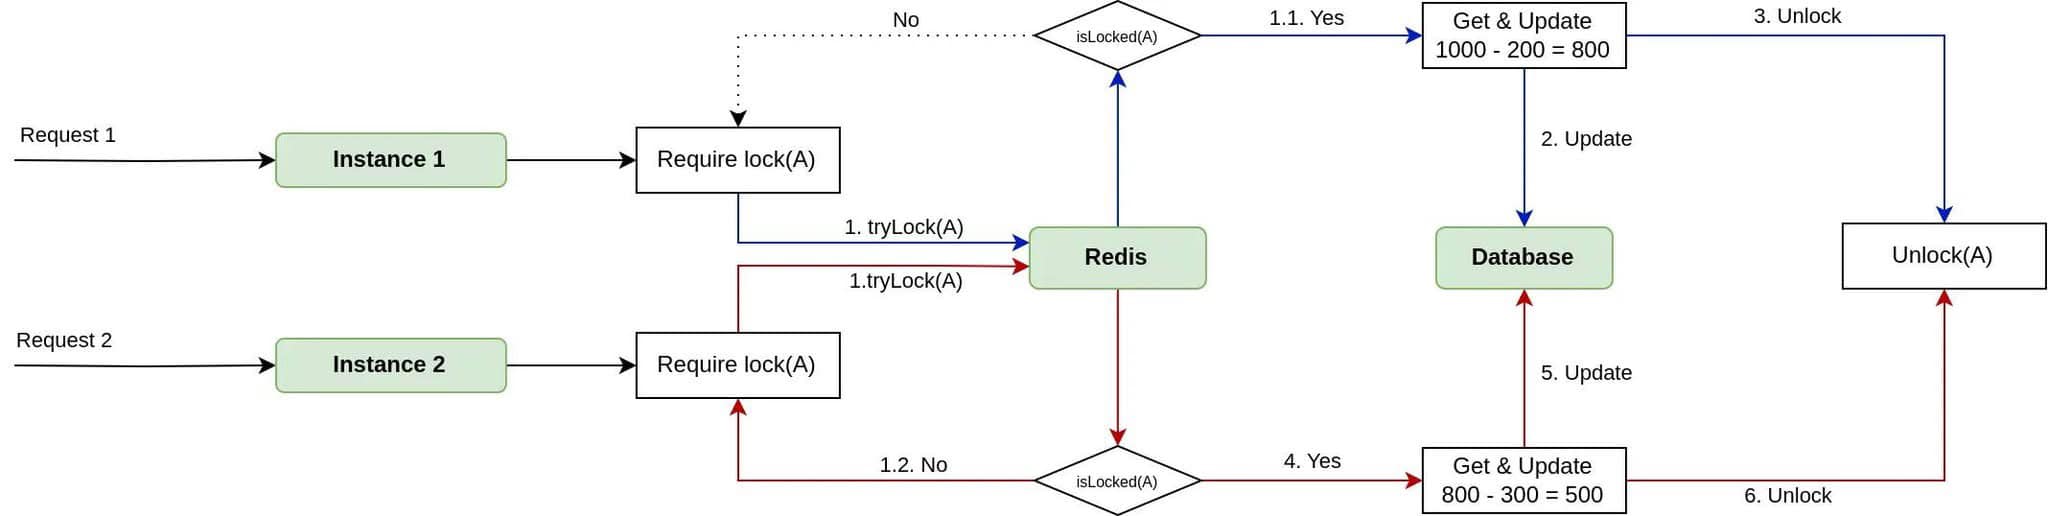 No
isLocked(A)
1.1. Yes
Get & Update
1000 - 200 = 800
3. Unlock
Request 1
Instance 1
Require lock(A)
2. Update
1. tryLock(A)
Redis
Database
Unlock(A)
1.tryLock(A)
Request 2
Instance 2
Require lock(A)
5. Update
1.2. No
isLocked(A)
4. Yes
Get & Update
800 - 300 = 500
6. Unlock